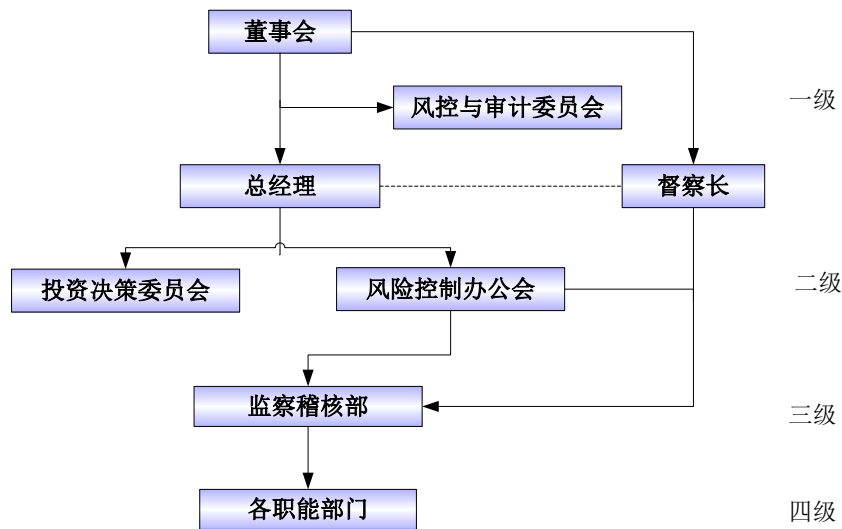 董事会
风控与审计委员会
一级
总经理
督察长
投资决策委员会
风险控制办公会
二级
监察稽核部
三级
各职能部门
四级